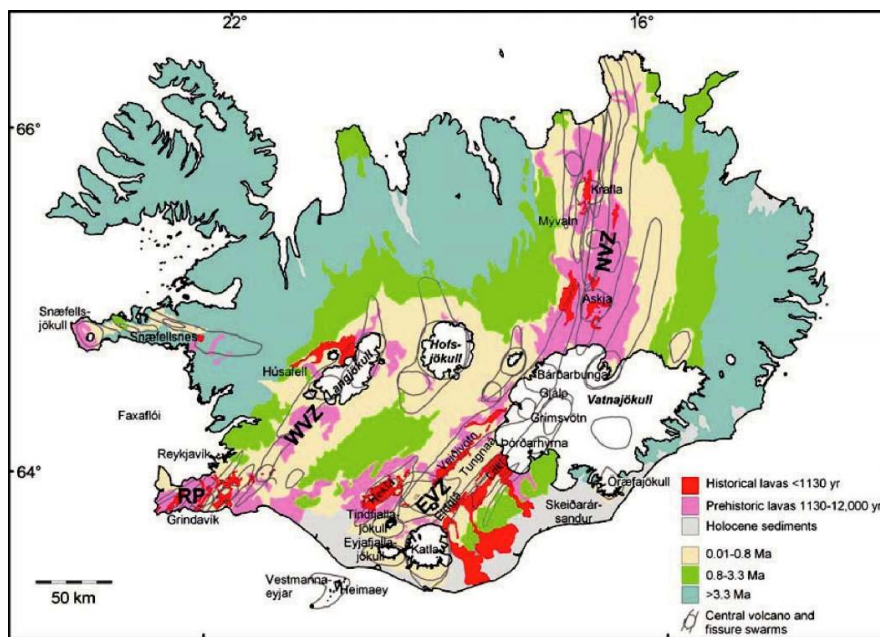 22°
16°
66°
Krafla
Mývatn
NVZ
Askja
Snæfells-
jökull
Snæfellsnes
Hofs-
jökull
Húsafell
Langjökull
Bárðarbunga
Gjálp
Vatnajökull
Grímsvötn
Faxaflói
WVZ
Þórðarhyrna
Veiðivötn
Tungnaá
Reykjavík
64°
Laki
Öræfajökull
RP
Hekla
EVZ
Eldgjá
Skeiðarár-
sandur
Grindavík
Tindfjalla-
jökull
Eyjafjalla-
jökull
Katla
Vestmanna-
eyjar
Heimaey
50 km
Historical lavas <1130 yr
Prehistoric lavas 1130-12,000 yr
Holocene sediments
0.01-0.8 Ma
0.8-3.3 Ma
>3.3 Ma
Central volcano and
fissure swarms